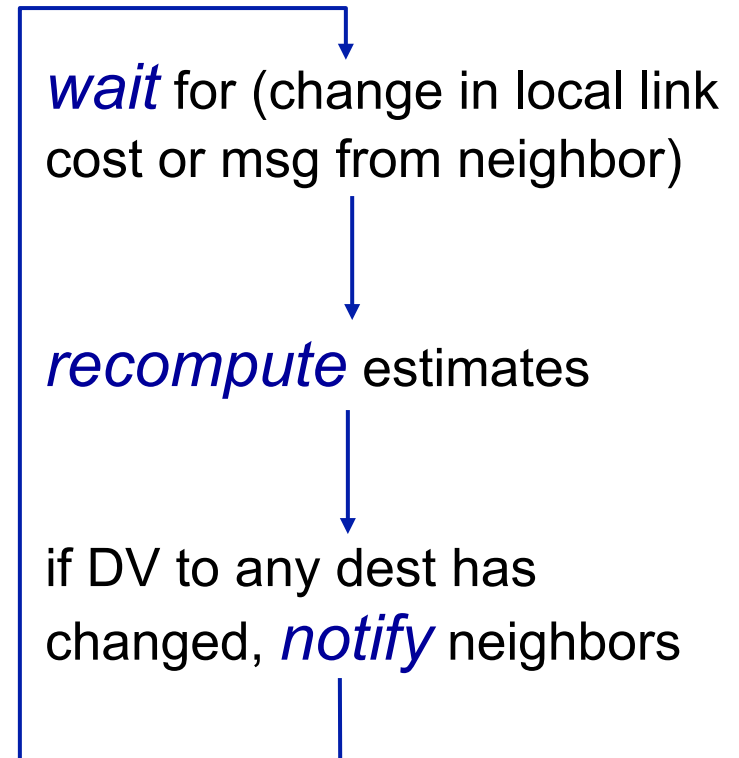 wait for (change in local link
cost or msg from neighbor)
recompute estimates
if DV to any dest has
changed, notify neighbors